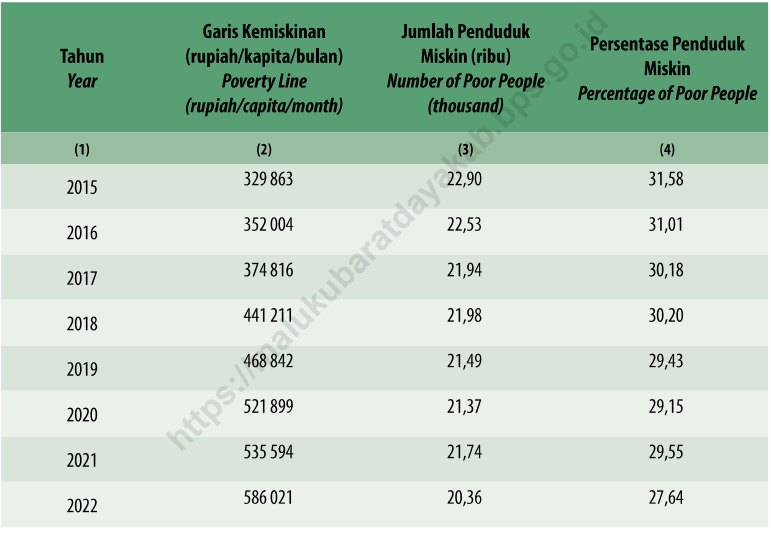 Tahun
Year
Garis Kemiskinan
(rupiah/kapita/bulan)
Poverty Line
(rupiah/capita/month)
Jumlah Penduduk
Miskin (ribu)
Number of Poor People
(thousand)
Persentase Penduduk
Miskin
Percentage of Poor People
(1) (2) (3) (4)
2015 329 863 22,90 31,58
2016 352 004 22,53 31,01
2017 374 816 21,94 30,18
2018 441 211 21,98 30,20
2019 468 842 21,49 29,43
2020 521 899 21,37 29,15
2021 535 594 21,74 29,55
2022 586 021 20,36 27,64
https://malukubaratdayakab.bps.go.id